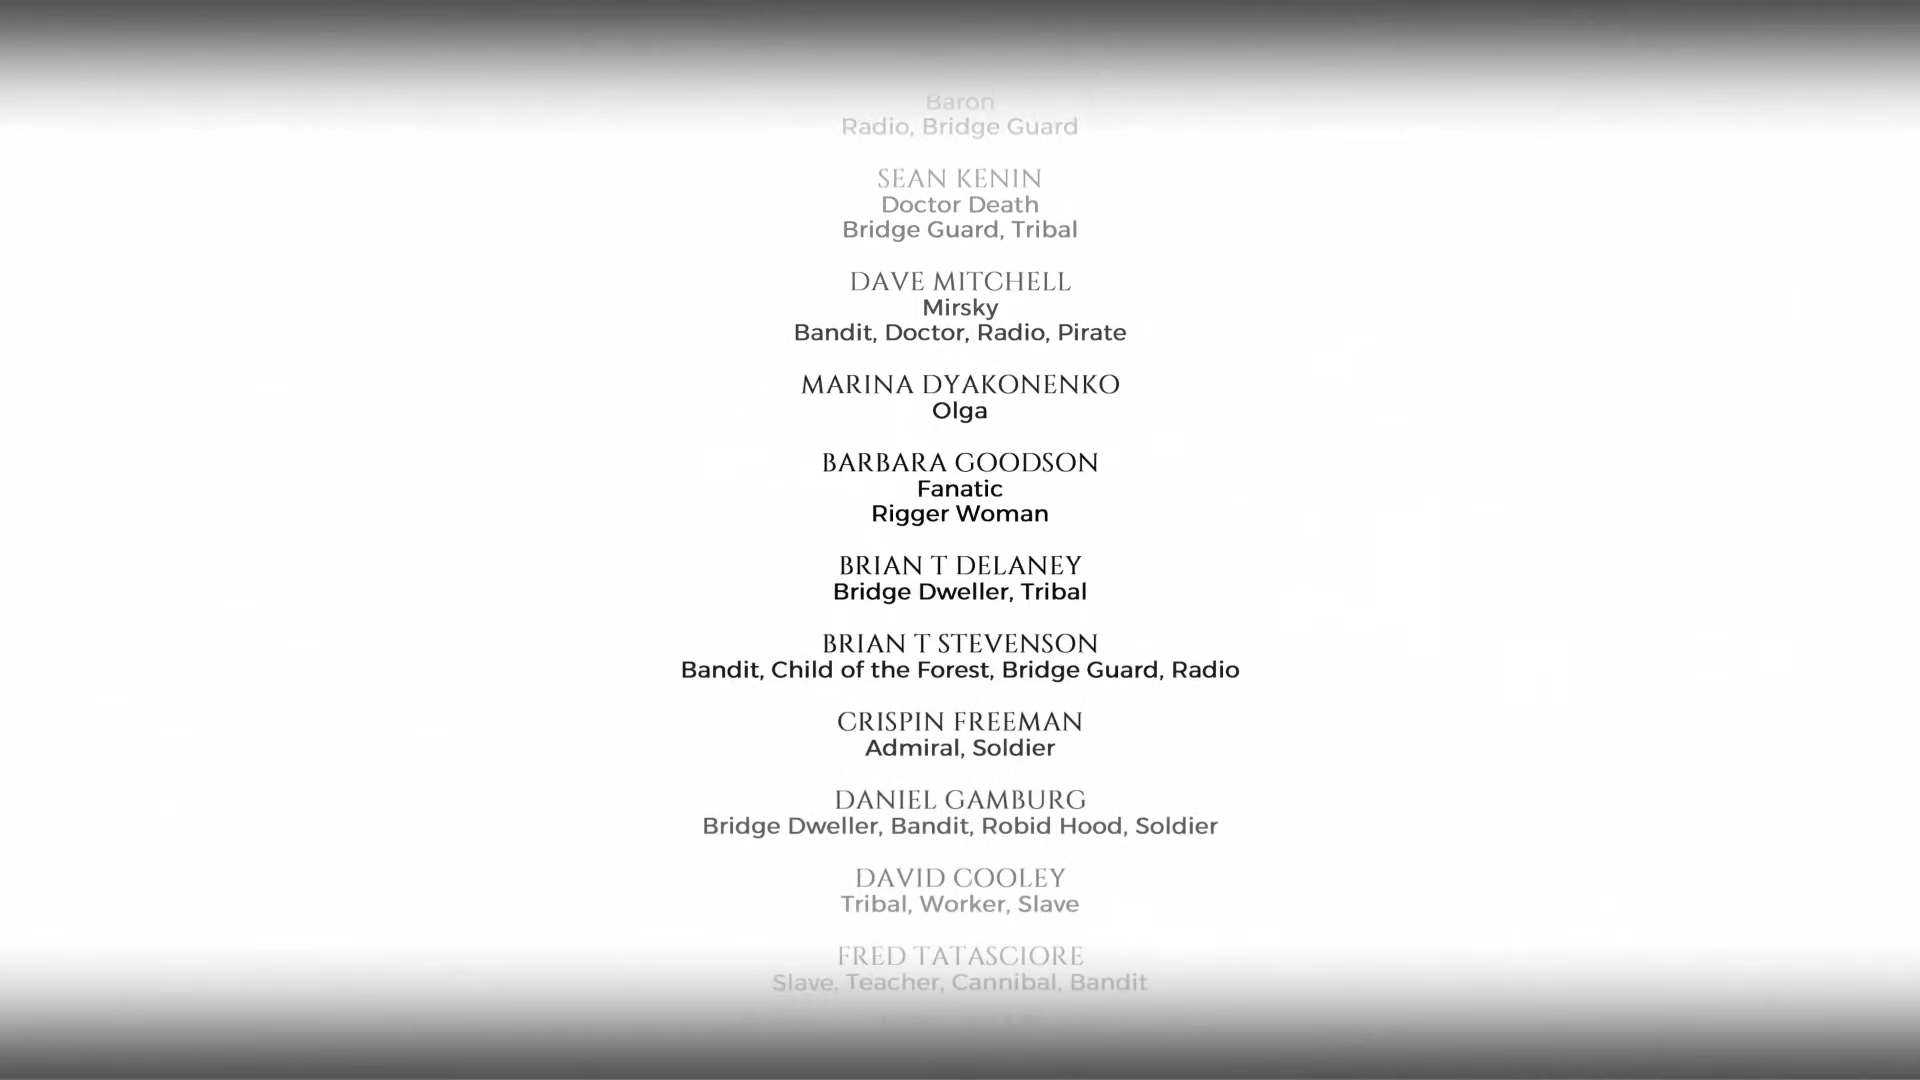 Baron
Radio, Bridge Guard
SEAN KENIN
Doctor Death
Bridge Guard, Tribal
DAVE MITCHELL
Mirsky
Bandit, Doctor, Radio, Pirate
MARINA DYAKONENKO
Olga
BARBARA GOODSON
Fanatic
Rigger Woman
BRIAN T DELANEY
Bridge Dweller, Tribal
BRIAN T STEVENSON
Bandit, Child of the Forest, Bridge Guard, Radio
CRISPIN FREEMAN
Admiral, Soldier
DANIEL GAMBURG
Bridge Dweller, Bandit, Robid Hood, Soldier
DAVID COOLEY
Tribal, Worker, Slave
FRED TATASCIORE
Slave, Teacher, Cannibal, Bandit